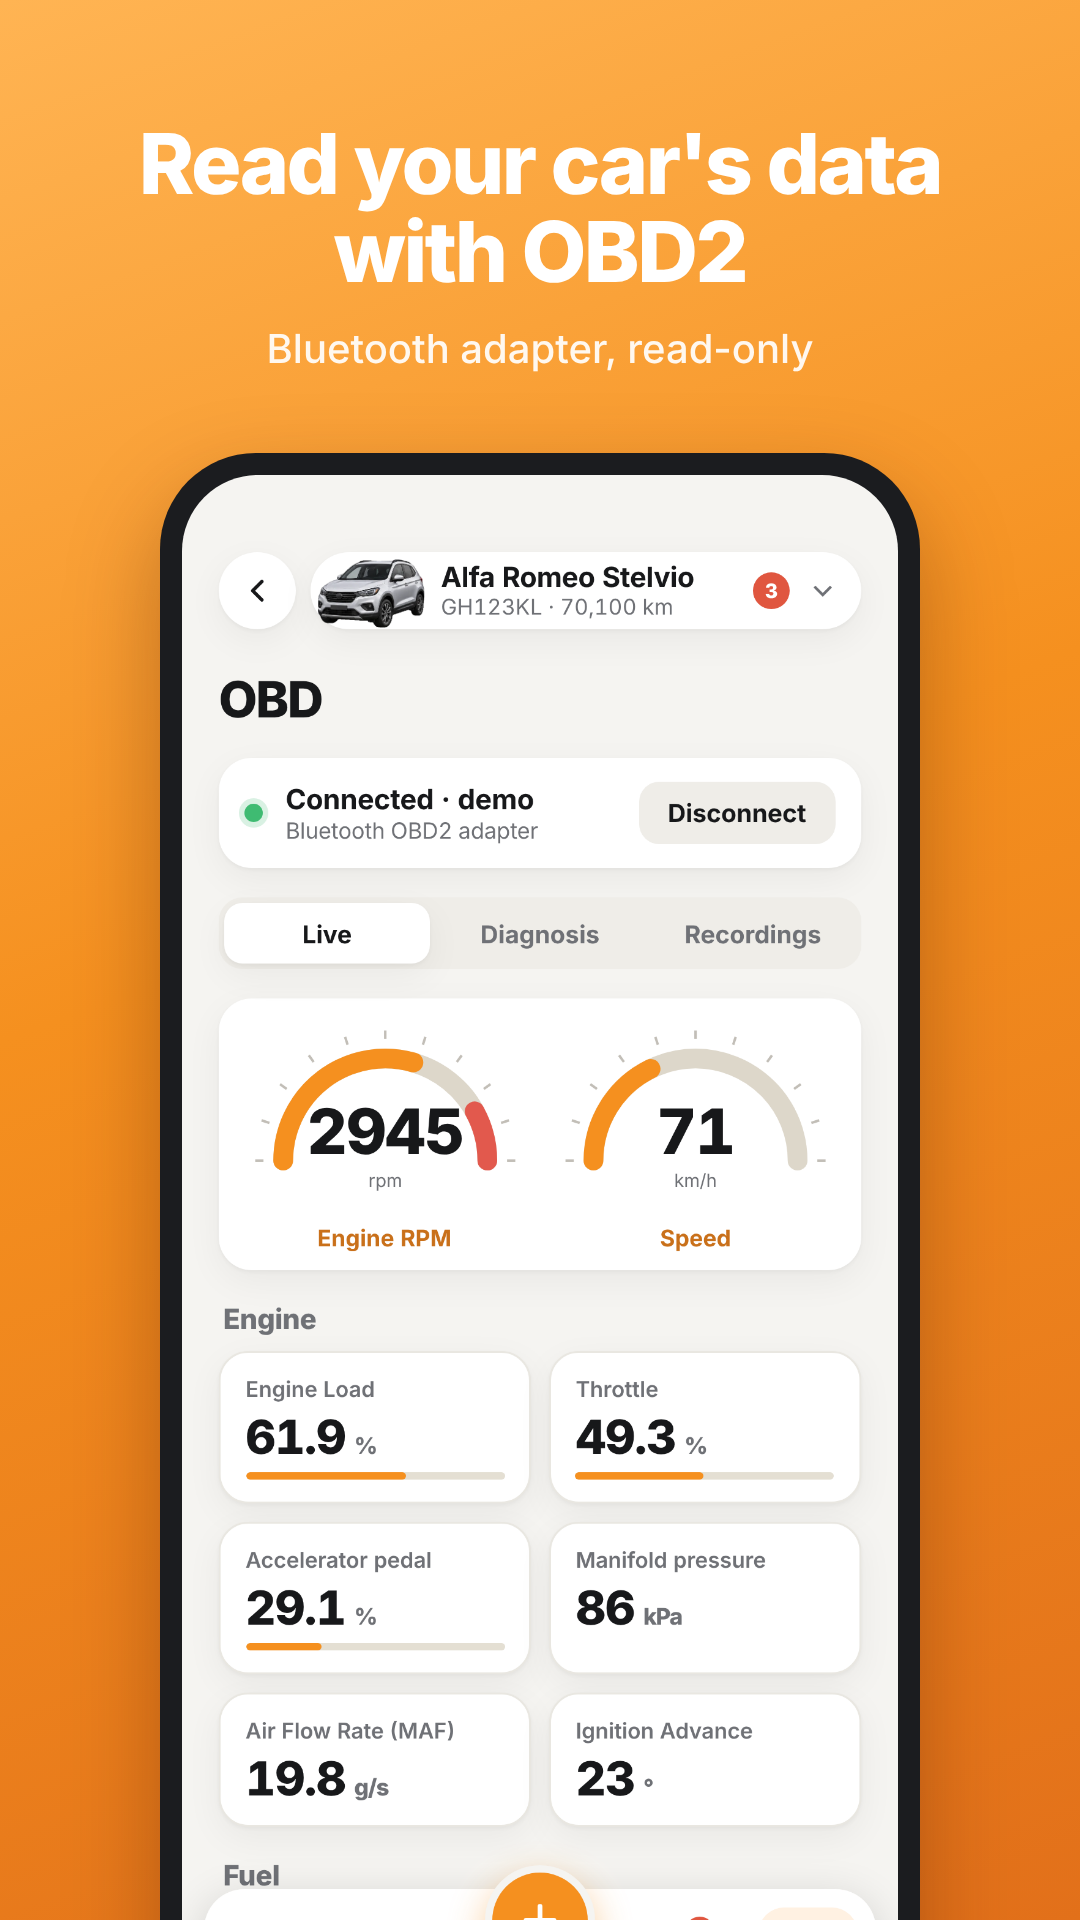 Read your car's data
with OBD2
Bluetooth adapter, read-only
Alfa Romeo Stelvio
GH123KL · 70,100 km
3
OBD
Connected · demo
Bluetooth OBD2 adapter
Disconnect
Live
Diagnosis
Recordings
2945
rpm
Engine RPM
71
km/h
Speed
Engine
Engine Load
61.9 %
Throttle
49.3 %
Accelerator pedal
29.1 %
Manifold pressure
86 kPa
Air Flow Rate (MAF)
19.8 g/s
Ignition Advance
23 °
Fuel